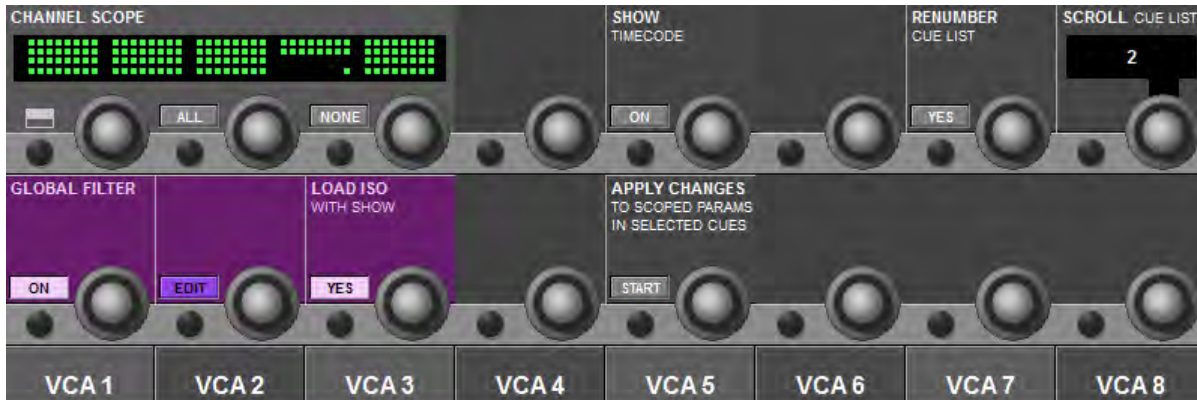 CHANNEL SCOPE
SHOW
TIMECODE
RENUMBER
CUE LIST
SCROLL CUE LIST
2
ALL
NONE
ON
YES
GLOBAL FILTER
LOAD ISO
WITH SHOW
APPLY CHANGES
TO SCOPED PARAMS
IN SELECTED CUES
ON
EDIT
YES
START
VCA 1
VCA 2
VCA 3
VCA 4
VCA 5
VCA 6
VCA 7
VCA 8